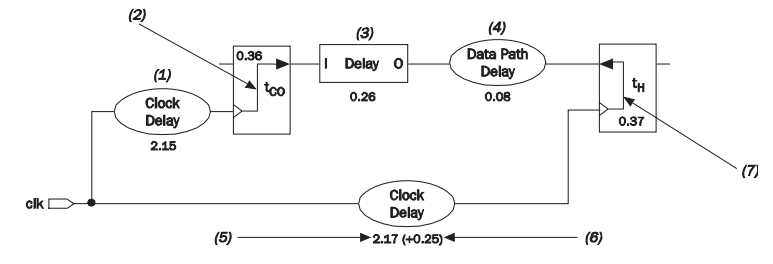 (2)
(3)
(4)
(1)
0.36
tCO
I Delay O
0.26
Data Path
Delay
0.08
tH
0.37
Clock
Delay
2.15
(7)
clk
Clock
Delay
(5)
2.17 (+0.25)
(6)